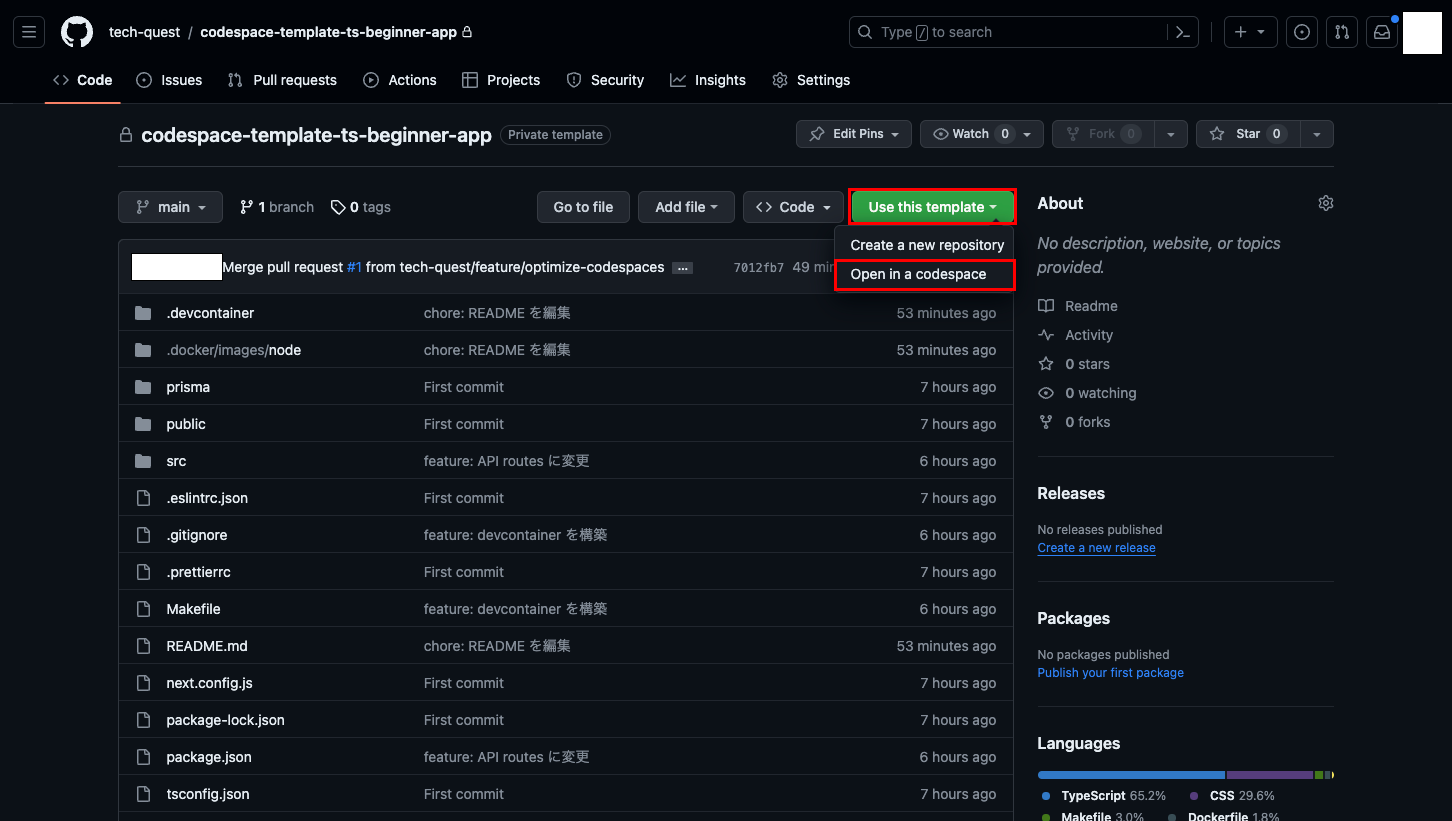 tech-quest / codespace-template-ts-beginner-app
Type / to search
Code Issues Pull requests Actions Projects Security Insights Settings
codespace-template-ts-beginner-app Private template
Edit Pins Watch 0 Fork 0 Star 0
main 1 branch 0 tags Go to file Add file Code Use this template
Create a new repository
Open in a codespace
Merge pull request #1 from tech-quest/feature/optimize-codespaces ... 7012fb7 49 min
.devcontainer chore: README を編集 53 minutes ago
.docker/images/node chore: README を編集 53 minutes ago
prisma First commit 7 hours ago
public First commit 7 hours ago
src feature: API routes に変更 6 hours ago
.eslintrc.json First commit 7 hours ago
.gitignore feature: devcontainer を構築 6 hours ago
.prettierrc First commit 7 hours ago
Makefile feature: devcontainer を構築 6 hours ago
README.md chore: README を編集 53 minutes ago
next.config.js First commit 7 hours ago
package-lock.json First commit 7 hours ago
package.json feature: API routes に変更 6 hours ago
tsconfig.json First commit 7 hours ago
About
No description, website, or topics
provided.
Readme
Activity
0 stars
0 watching
0 forks
Releases
No releases published
Create a new release
Packages
No packages published
Publish your first package
Languages
TypeScript 65.2% CSS 29.6%
Makefile 3.0% Dockerfile 1.8%